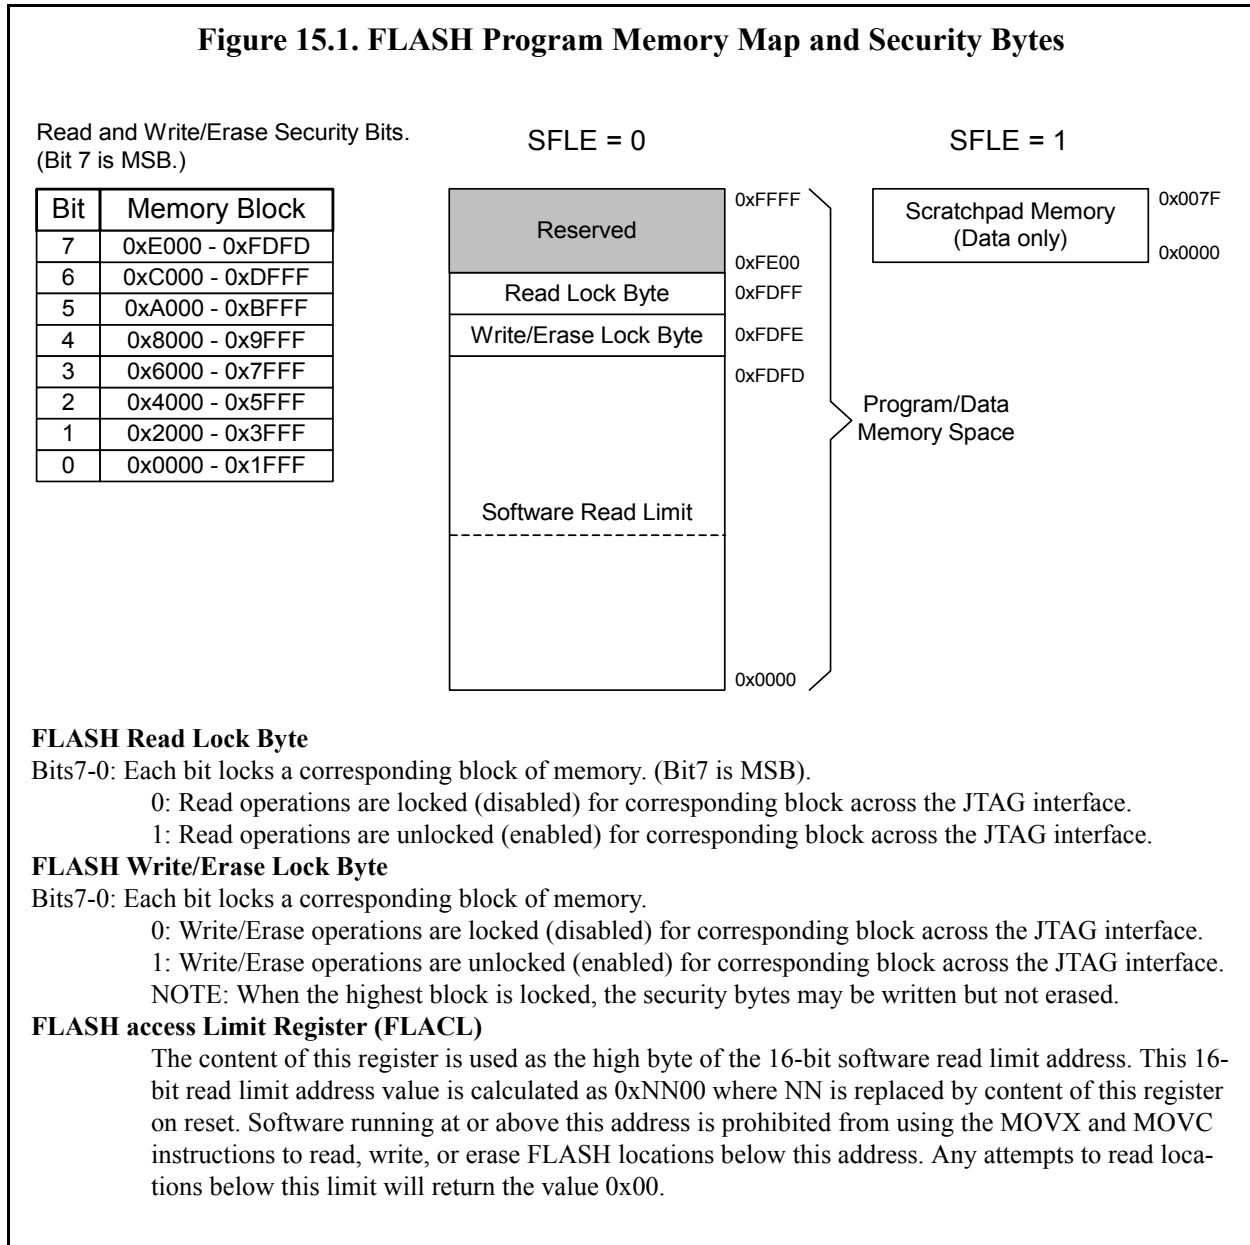 Figure 15.1. FLASH Program Memory Map and Security Bytes
Read and Write/Erase Security Bits.
(Bit 7 is MSB.)
Bit Memory Block
7 0xE000 - 0xFDFD
6 0xC000 - 0xDFFF
5 0xA000 - 0xBFFF
4 0x8000 - 0x9FFF
3 0x6000 - 0x7FFF
2 0x4000 - 0x5FFF
1 0x2000 - 0x3FFF
0 0x0000 - 0x1FFF
SFLE = 0
Reserved
0xFFFF
0xFE00
Read Lock Byte 0xFDFF
Write/Erase Lock Byte 0xFDFE
0xFDFD
Software Read Limit
0x0000
Program/Data
Memory Space
SFLE = 1
Scratchpad Memory
(Data only)
0x007F
0x0000
FLASH Read Lock Byte
Bits7-0: Each bit locks a corresponding block of memory. (Bit7 is MSB).
0: Read operations are locked (disabled) for corresponding block across the JTAG interface.
1: Read operations are unlocked (enabled) for corresponding block across the JTAG interface.
FLASH Write/Erase Lock Byte
Bits7-0: Each bit locks a corresponding block of memory.
0: Write/Erase operations are locked (disabled) for corresponding block across the JTAG interface.
1: Write/Erase operations are unlocked (enabled) for corresponding block across the JTAG interface.
NOTE: When the highest block is locked, the security bytes may be written but not erased.
FLASH access Limit Register (FLACL)
The content of this register is used as the high byte of the 16-bit software read limit address. This 16-
bit read limit address value is calculated as 0xNN00 where NN is replaced by content of this register
on reset. Software running at or above this address is prohibited from using the MOVX and MOVC
instructions to read, write, or erase FLASH locations below this address. Any attempts to read loca-
tions below this limit will return the value 0x00.